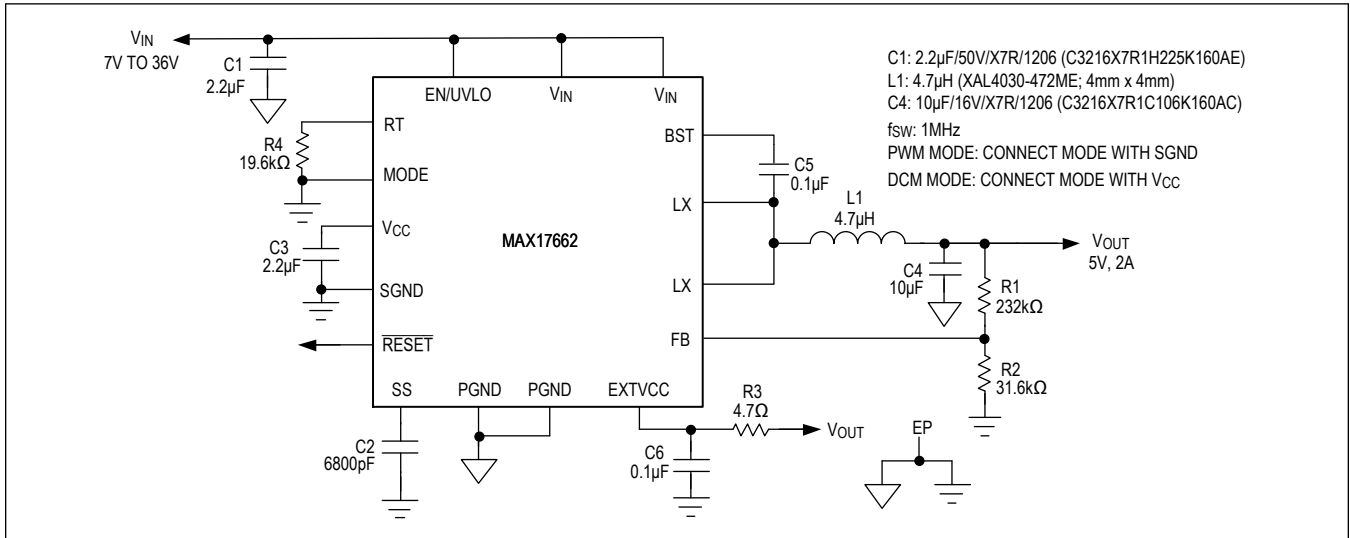 VIN
7V TO 36V
C1
2.2µF
EN/UVLO
VIN
VIN
RT
R4
19.6kΩ
MODE
VCC
C3
2.2µF
SGND
RESET
SS
PGND
PGND
EXTVCC
MAX17662
BST
LX
LX
FB
C5
0.1µF
L1
4.7µH
C4
10µF
VOUT
5V, 2A
R1
232kΩ
R2
31.6kΩ
C2
6800pF
R3
4.7Ω
VOUT
C6
0.1µF
EP
C1: 2.2µF/50V/X7R/1206 (C3216X7R1H225K160AE)
L1: 4.7µH (XAL4030-472ME; 4mm x 4mm)
C4: 10µF/16V/X7R/1206 (C3216X7R1C106K160AC)
fSW: 1MHz
PWM MODE: CONNECT MODE WITH SGND
DCM MODE: CONNECT MODE WITH VCC